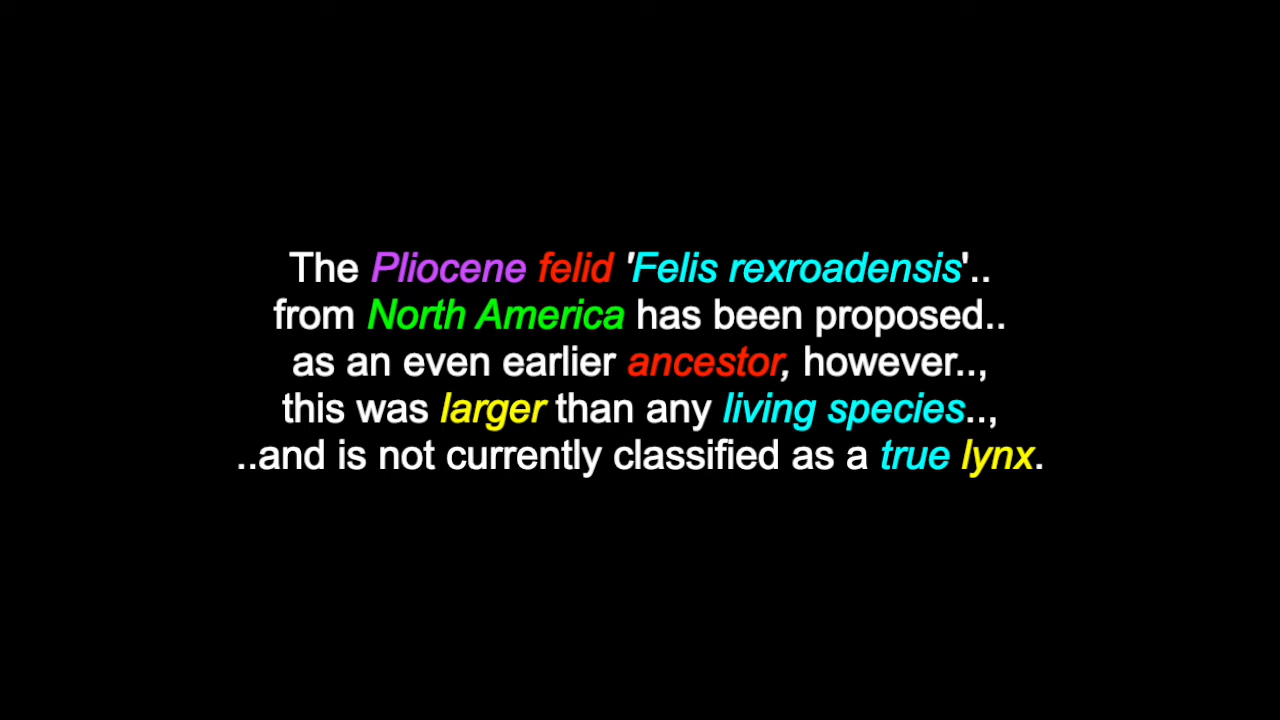 The Pliocene felid 'Felis rexroadensis'..
from North America has been proposed..
as an even earlier ancestor, however..,
this was larger than any living species..,
..and is not currently classified as a true lynx.